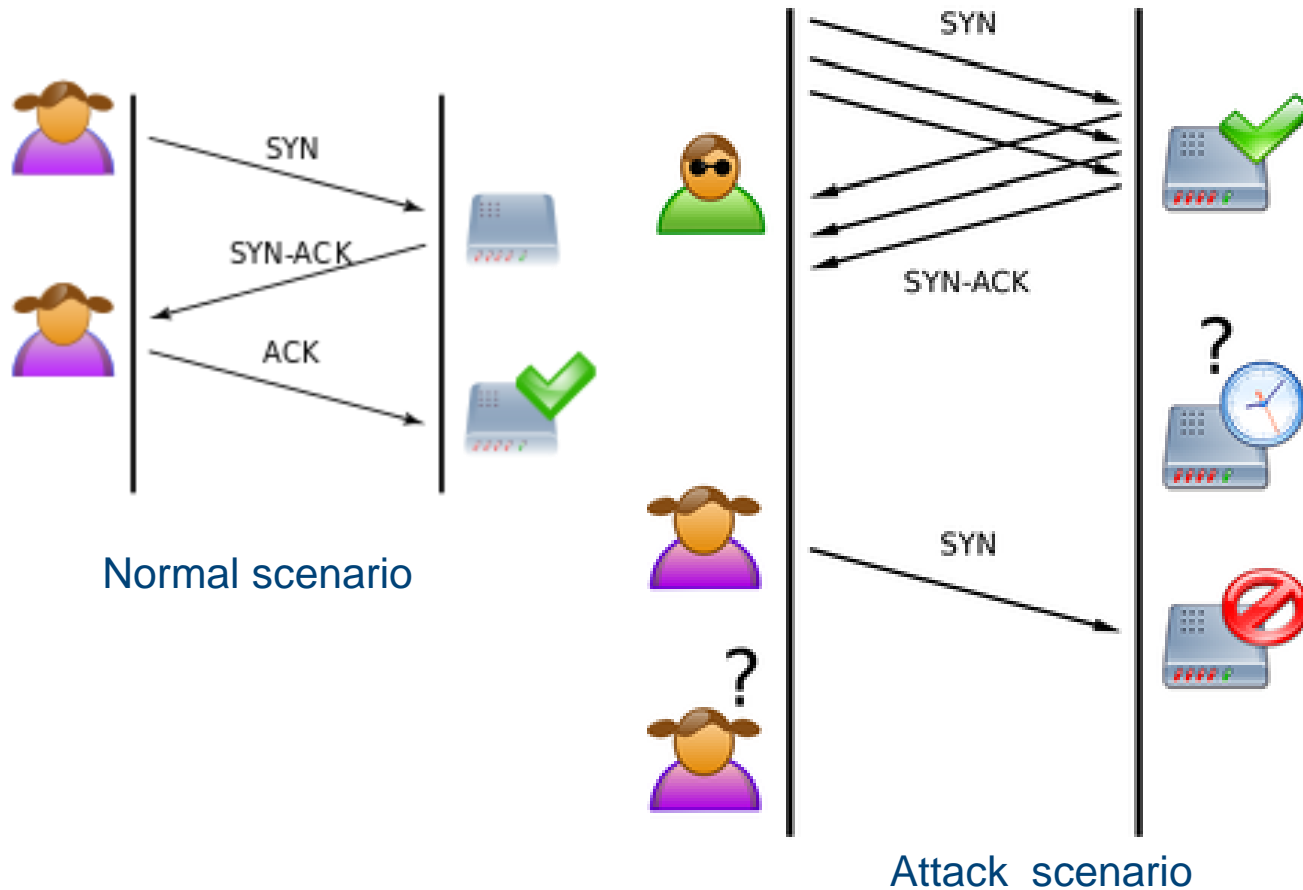 SYN
SYN-ACK
ACK
Normal scenario
SYN
SYN-ACK
?
SYN
?
Attack scenario